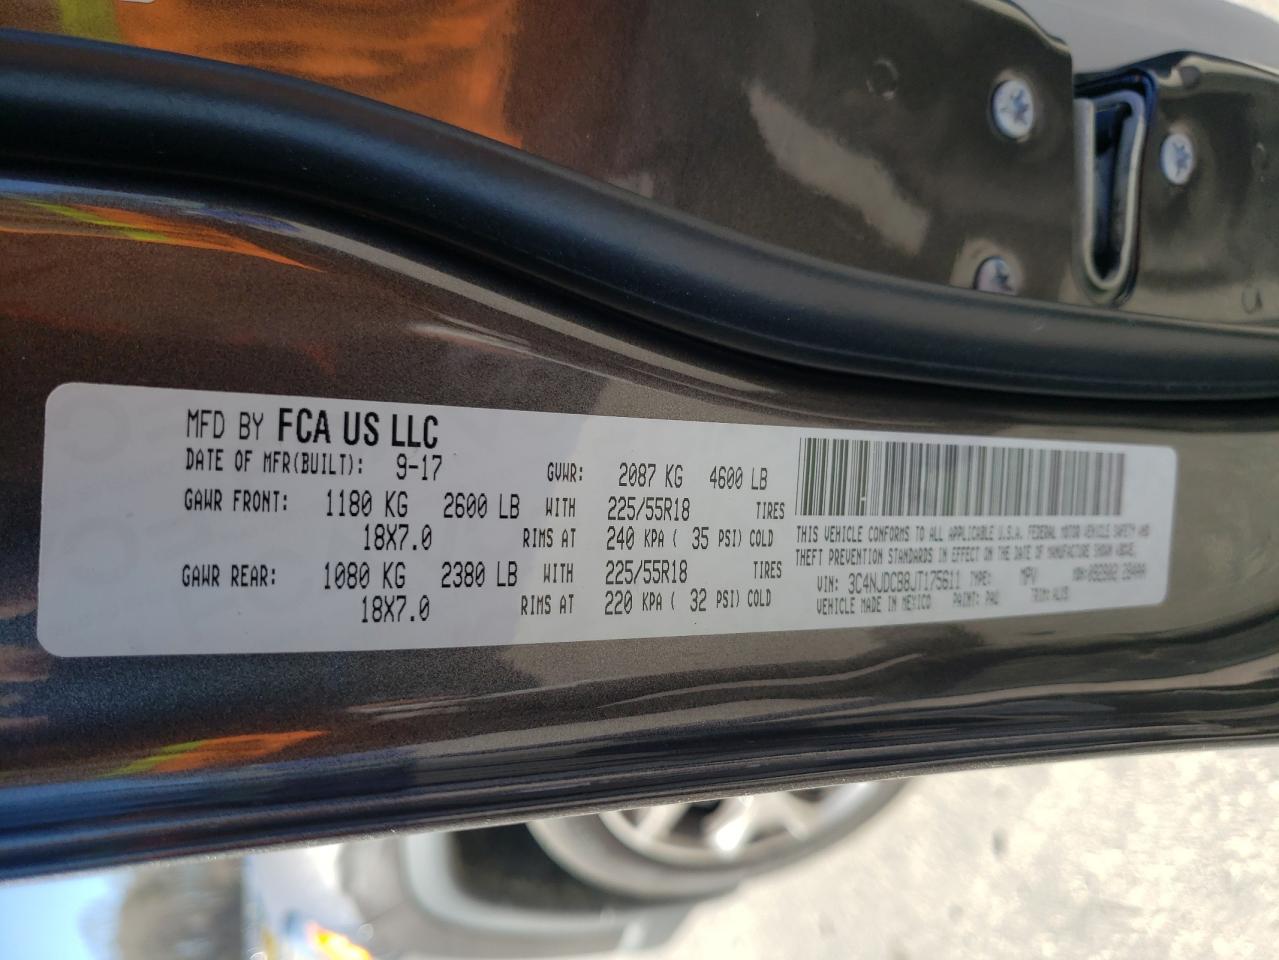 MFD BY FCA US LLC
DATE OF MFR(BUILT): 9-17 GVWR: 2087 KG 4600 LB
GAWR FRONT: 1180 KG 2600 LB WITH 225/55R18 TIRES
18X7.0 RIMS AT 240 KPA ( 35 PSI) COLD
GAWR REAR: 1080 KG 2380 LB WITH 225/55R18 TIRES
18X7.0 RIMS AT 220 KPA ( 32 PSI) COLD
THIS VEHICLE CONFORMS TO ALL APPLICABLE U.S.A. FEDERAL MOTOR VEHICLE SAFETY AND
THEFT PREVENTION STANDARDS IN EFFECT ON THE DATE OF MANUFACTURE SHOWN ABOVE.
VIN: 3C4NJDCB8JT175611 TYPE: MPV MDH:
VEHICLE MADE IN MEXICO PAINT: PAU TRIM: